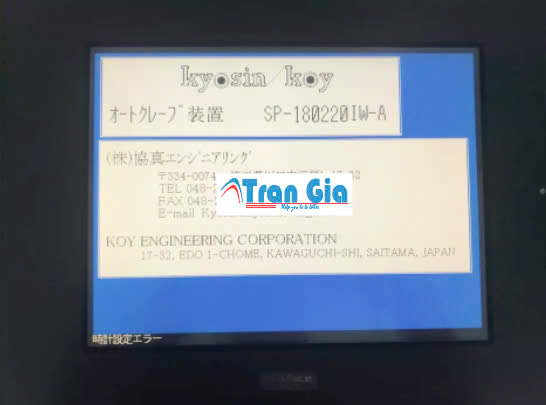 kyosin/koy
オートクレーブ装置 SP-180220IW-A
(株)協真エンジニアリング
〒334-0074
TEL 048-2
FAX 048-2
E-mail
Tran Gia
KOY ENGINEERING CORPORATION
17-32, EDO 1-CHOME, KAWAGUCHI-SHI, SAITAMA, JAPAN
時計設定エラー